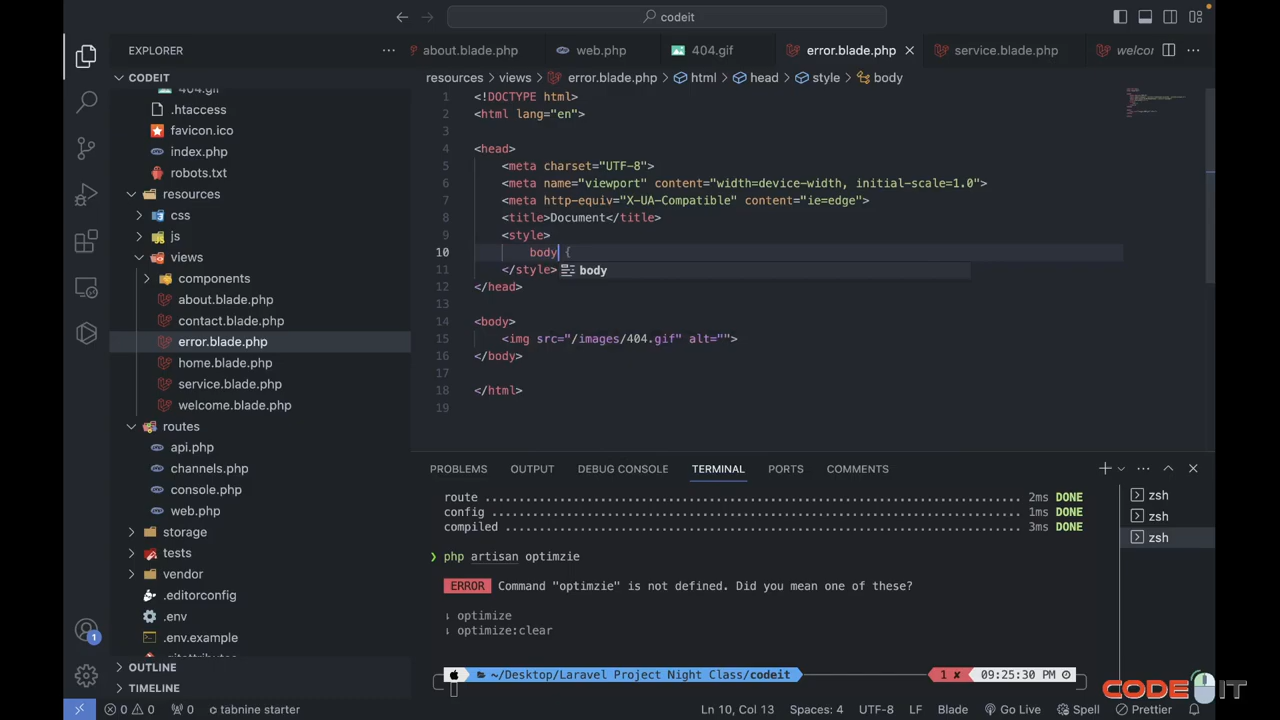 codeit
EXPLORER
about.blade.php
web.php
404.gif
error.blade.php
service.blade.php
CODEIT
resources
views
error.blade.php
html
head
style
body
.htaccess
favicon.ico
index.php
robots.txt
resources
css
js
views
components
about.blade.php
contact.blade.php
error.blade.php
home.blade.php
service.blade.php
welcome.blade.php
routes
api.php
channels.php
console.php
web.php
storage
tests
vendor
.editorconfig
.env
.env.example
OUTLINE
TIMELINE
1 <!DOCTYPE html>
2 <html lang="en">
3
4 <head>
5 <meta charset="UTF-8">
6 <meta name="viewport" content="width=device-width, initial-scale=1.0">
7 <meta http-equiv="X-UA-Compatible" content="ie=edge">
8 <title>Document</title>
9 <style>
10 body {
11 </style>
body
12 </head>
13
14 <body>
15 <img src="/images/404.gif" alt="">
16 </body>
17
18 </html>
19
PROBLEMS
OUTPUT
DEBUG CONSOLE
TERMINAL
PORTS
COMMENTS
route ........................................ 2ms DONE
config ........................................ 1ms DONE
compiled ........................................ 3ms DONE
❯ php artisan optimzie
ERROR Command "optimzie" is not defined. Did you mean one of these?
⇂ optimize
⇂ optimize:clear
~/Desktop/Laravel Project Night Class/codeit
1 ✘ 09:25:30 PM
zsh
zsh
zsh
CODE IT
1
0 0
0
tabnine starter
Ln 10, Col 13
Spaces: 4
UTF-8
LF
Blade
Go Live
Spell
Prettier